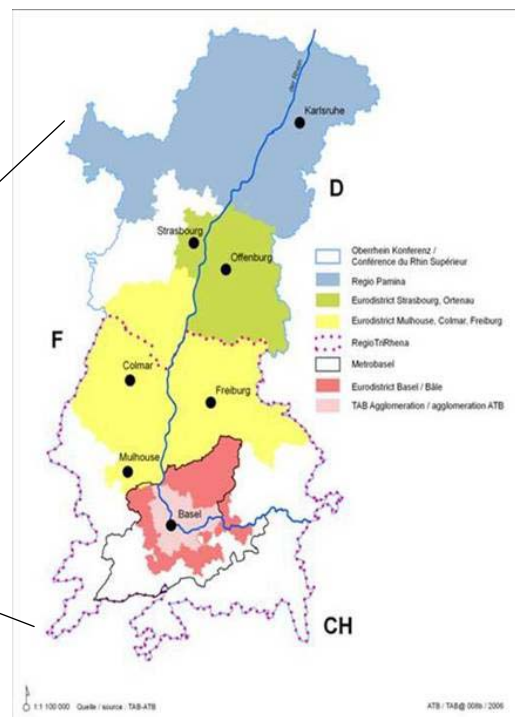 der Rhein
Karlsruhe
D
Strasbourg
Offenburg
Oberrhein Konferenz /
Conférence du Rhin Supérieur
Regio Pamina
Eurodistrict Strasbourg, Ortenau
Eurodistrict Mulhouse, Colmar, Freiburg
RegioTriRhena
Metrobasel
Eurodistrict Basel / Bâle
TAB Agglomeration / agglomeration ATB
F
Colmar
Freiburg
Mulhouse
Basel
CH
1:1 100 000 Quelle / source : TAB-ATB
ATB / TAB@ 008b / 2006